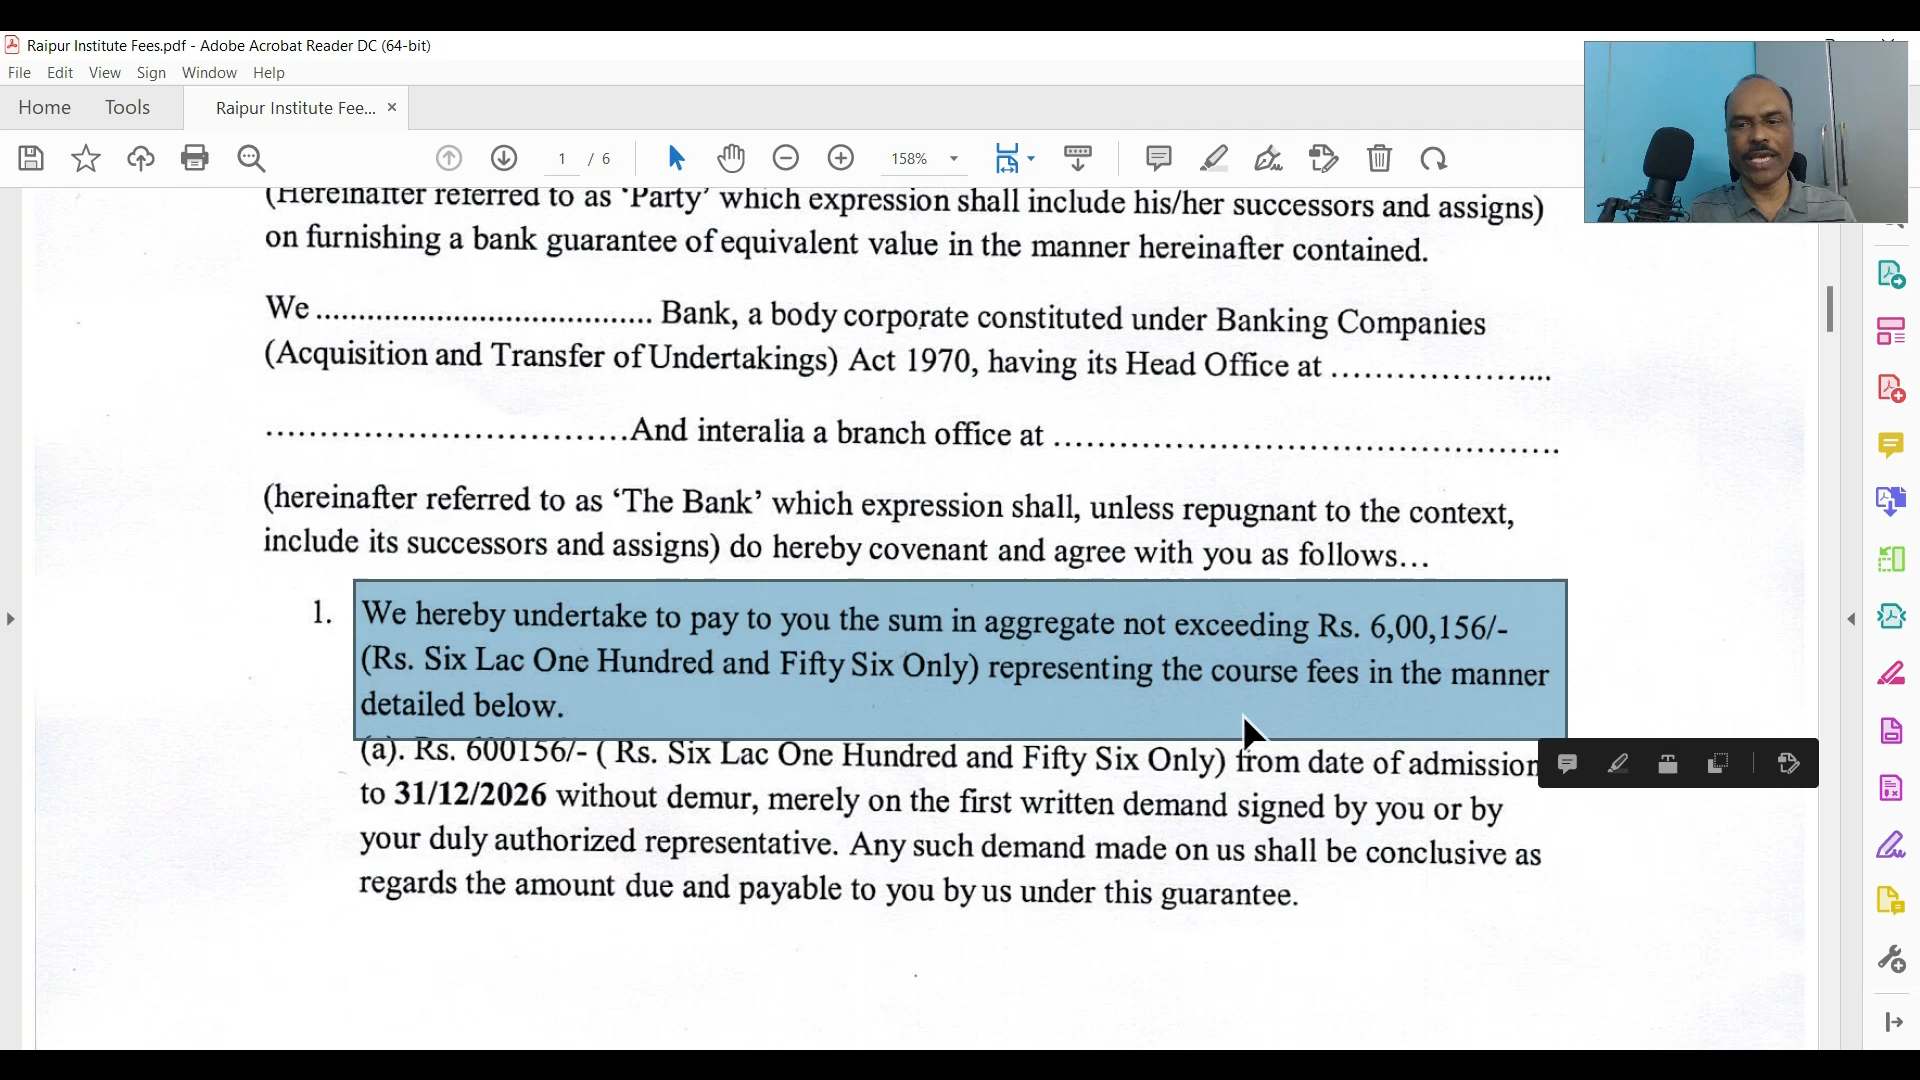 Raipur Institute Fees.pdf - Adobe Acrobat Reader DC (64-bit)
File Edit View Sign Window Help
Home Tools Raipur Institute Fee... ×
1 / 6 158%
(Hereinafter referred to as ‘Party’ which expression shall include his/her successors and assigns)
on furnishing a bank guarantee of equivalent value in the manner hereinafter contained.
We ...................................... Bank, a body corporate constituted under Banking Companies
(Acquisition and Transfer of Undertakings) Act 1970, having its Head Office at ........................
..................................And interalia a branch office at ....................................................
(hereinafter referred to as ‘The Bank’ which expression shall, unless repugnant to the context,
include its successors and assigns) do hereby covenant and agree with you as follows...
1. We hereby undertake to pay to you the sum in aggregate not exceeding Rs. 6,00,156/-
(Rs. Six Lac One Hundred and Fifty Six Only) representing the course fees in the manner
detailed below.
(a). Rs. 600156/- ( Rs. Six Lac One Hundred and Fifty Six Only) from date of admission
to 31/12/2026 without demur, merely on the first written demand signed by you or by
your duly authorized representative. Any such demand made on us shall be conclusive as
regards the amount due and payable to you by us under this guarantee.